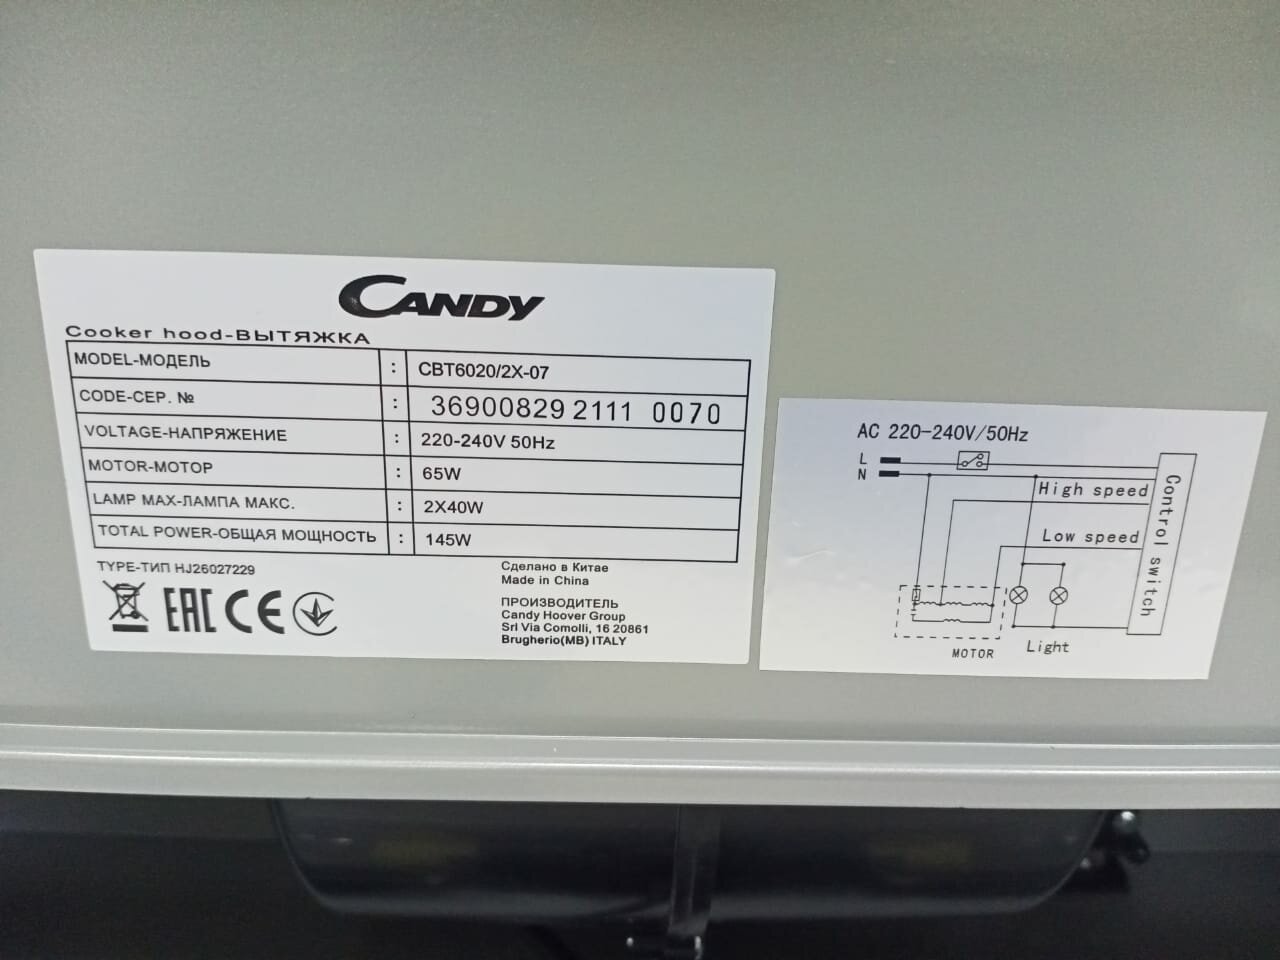 CANDY
Cooker hood-ВЫТЯЖКА
MODEL-МОДЕЛЬ : CBT6020/2X-07
CODE-СЕР. № : 36900829 2111 0070
VOLTAGE-НАПРЯЖЕНИЕ : 220-240V 50Hz
MOTOR-МОТОР : 65W
LAMP MAX-ЛАМПА МАКС. : 2X40W
TOTAL POWER-ОБЩАЯ МОЩНОСТЬ : 145W
TYPE-ТИП HJ26027229
EAC CE
Сделано в Китае
Made in China
ПРОИЗВОДИТЕЛЬ
Candy Hoover Group
Srl Via Comolli, 16 20861
Brugherio(MB) ITALY
AC 220-240V/50Hz
L
N
High speed
Low speed
Control switch
MOTOR
Light